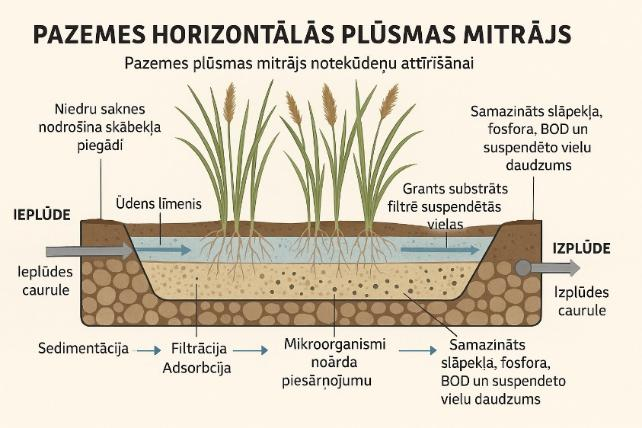 PAZEMES HORIZONTĀLĀS PLŪSMAS MITRĀJS
Pazemes plūsmas mitrājs notekūdeņu attīrīšanai
Niedru saknes
nodrošina skābekļa
piegādi
Samazināts slāpekļa,
fosfora, BOD un
suspendēto vielu
daudzums
Ūdens līmenis
Grants substrāts
filtrē suspendētās
vielas
IEPLŪDE
Ieplūdes
caurule
IZPLŪDE
Izplūdes
caurule
Sedimentācija
Filtrācija
Adsorbcija
Mikroorganismi
noārda
piesārņojumu
Samazināts
slāpekļa, fosfora,
BOD un suspendeto
vielu daudzums